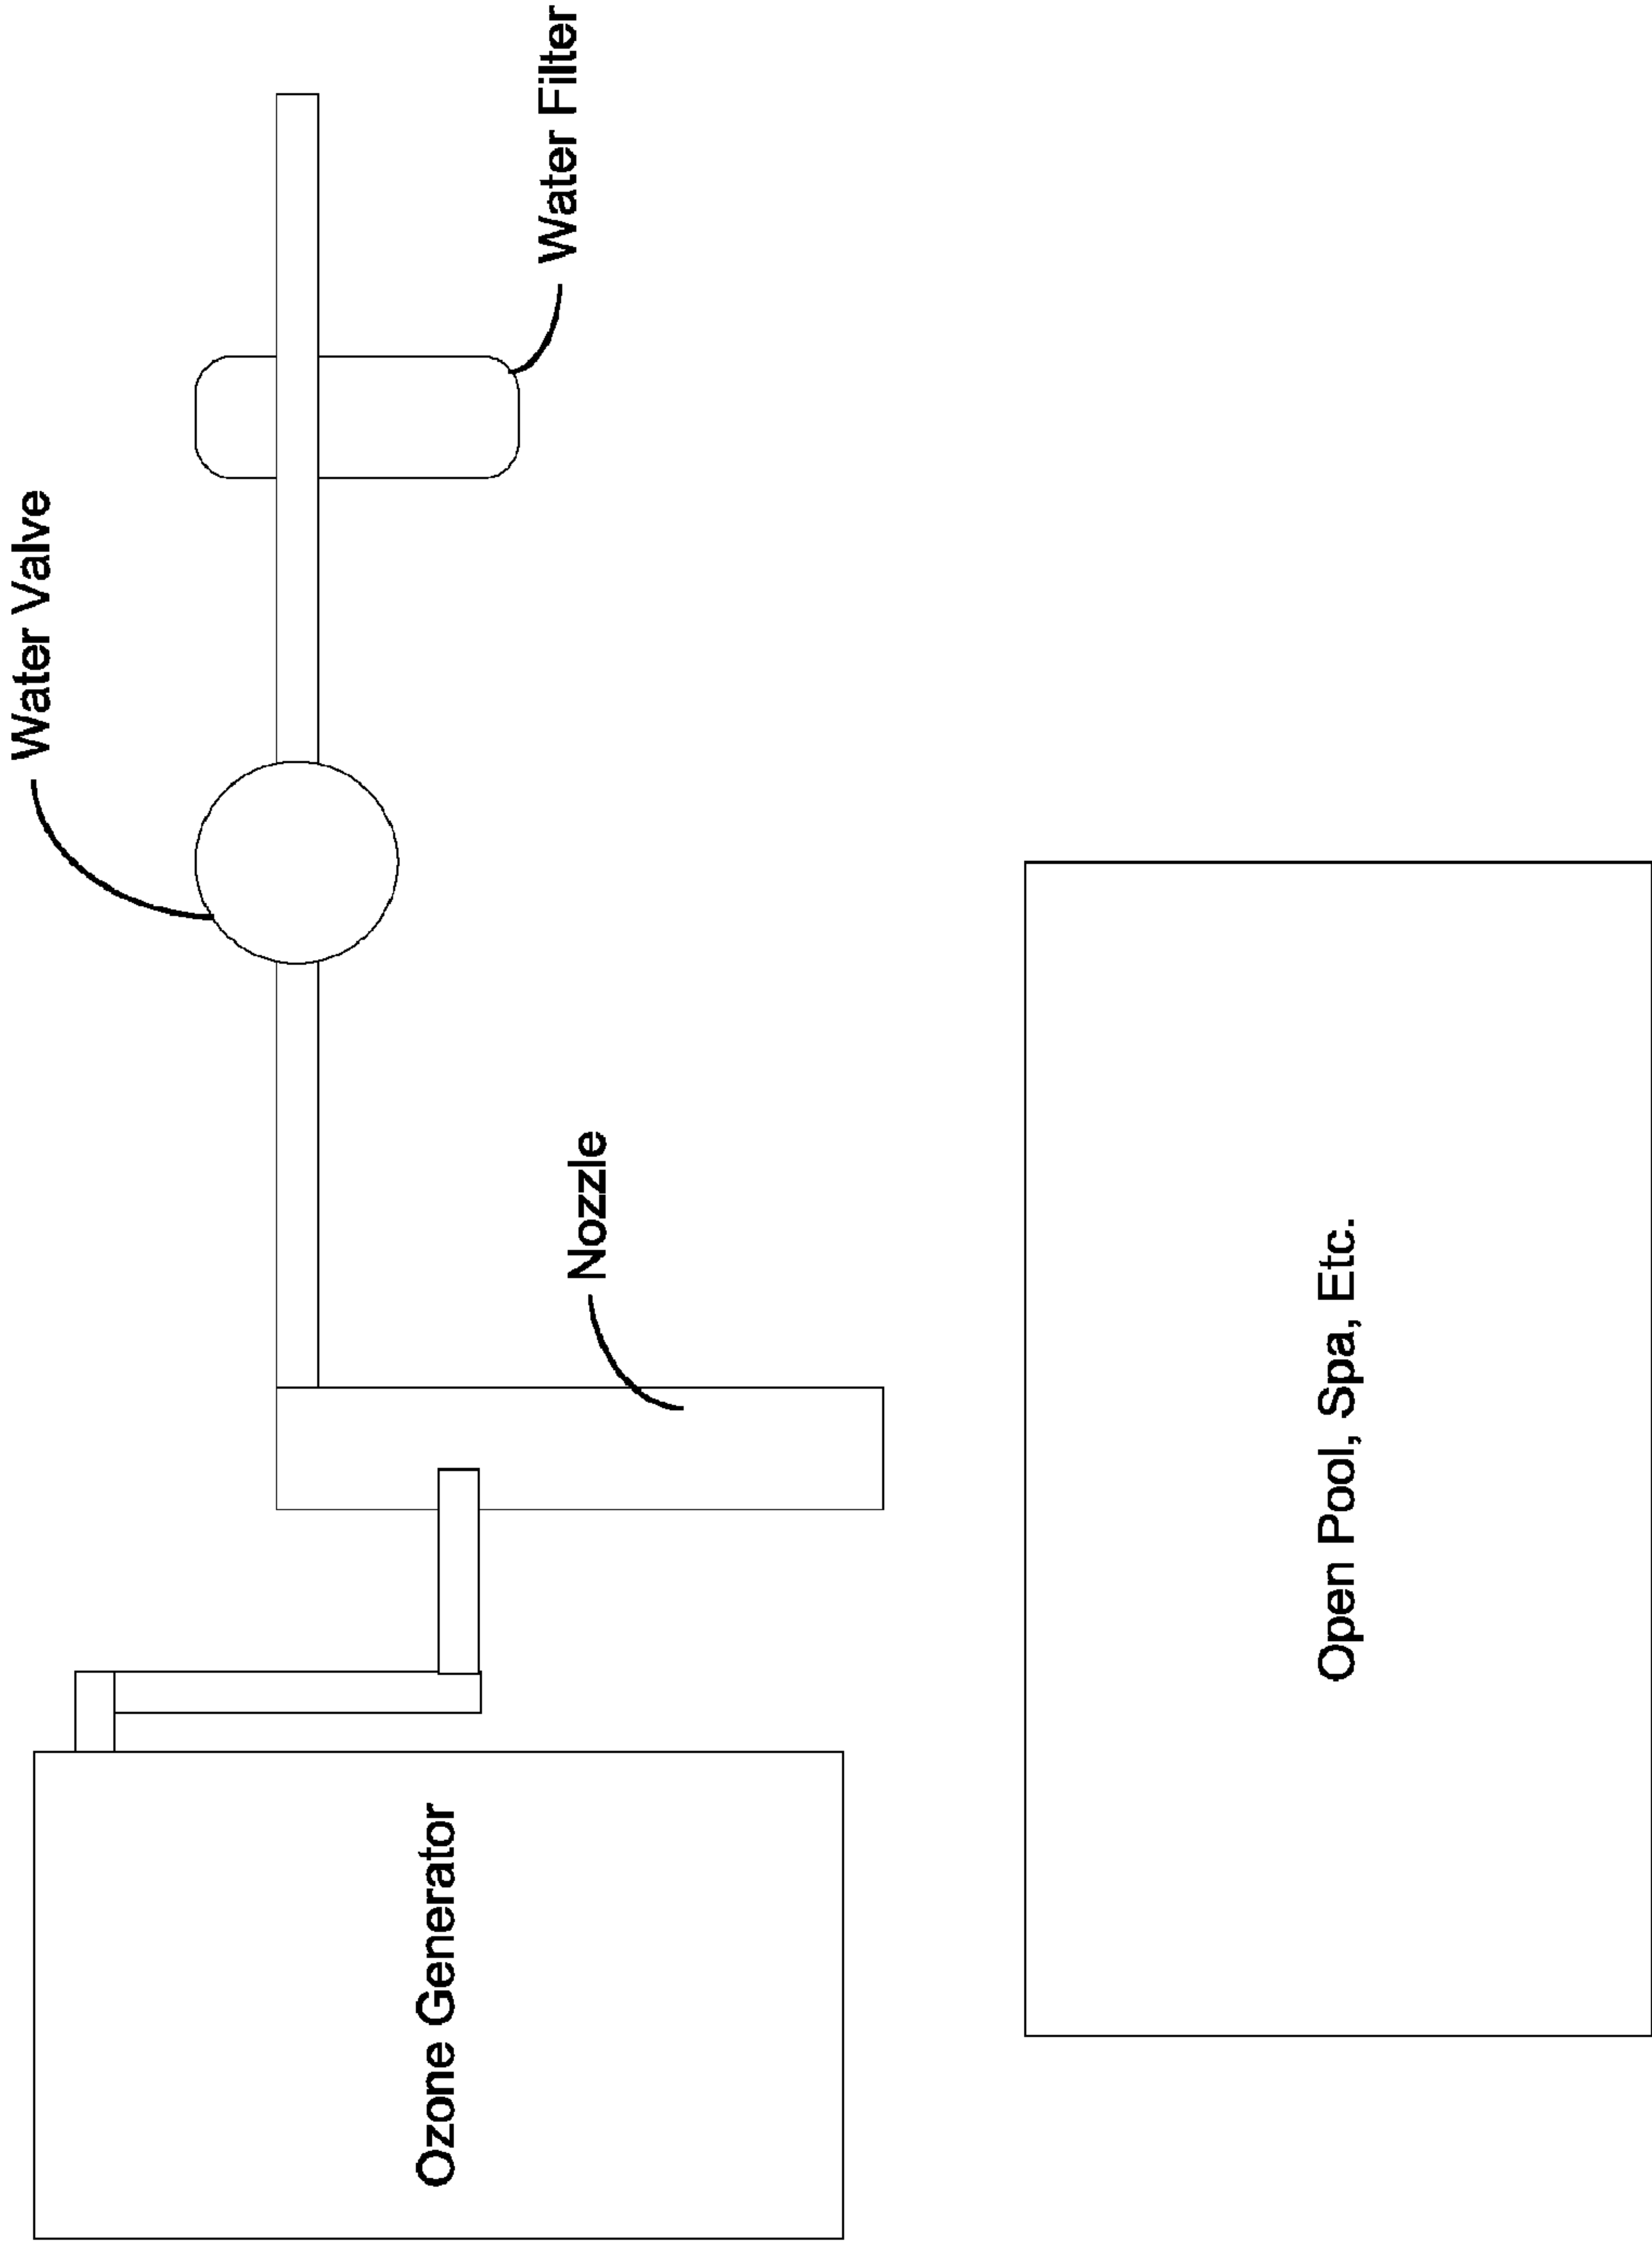 Water Valve
Water Filter
Nozzle
Ozone Generator
Open Pool, Spa, Etc.